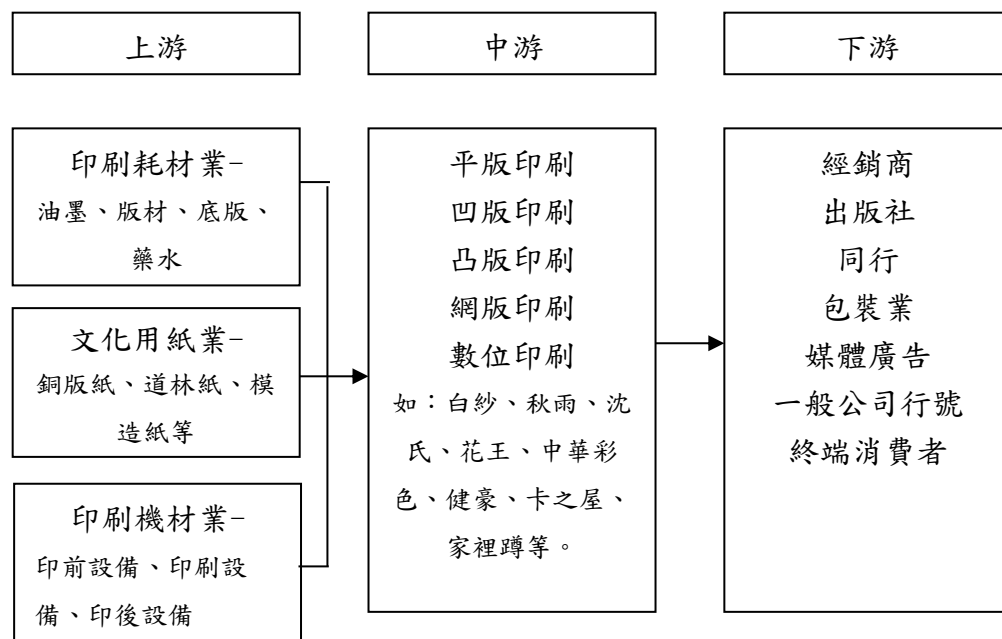 上游
中游
下游
印刷耗材業–
油墨、版材、底版、
藥水
文化用紙業–
銅版紙、道林紙、模
造紙等
印刷機材業–
印前設備、印刷設
備、印後設備
平版印刷
凹版印刷
凸版印刷
網版印刷
數位印刷
如：白紗、秋雨、沈
氏、花王、中華彩
色、健豪、卡之屋、
家裡蹲等。
經銷商
出版社
同行
包裝業
媒體廣告
一般公司行號
終端消費者